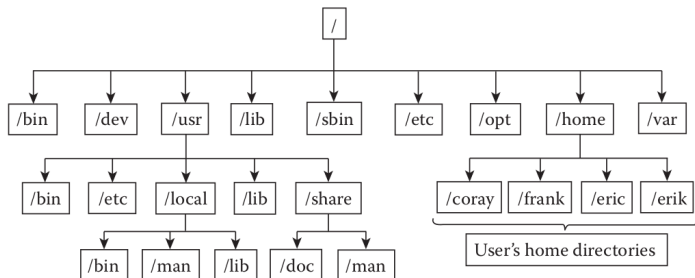 /
/bin /dev /usr /lib /sbin /etc /opt /home /var
/bin /etc /local /lib /share /coray /frank /eric /erik
/bin /man /lib /doc /man
User's home directories